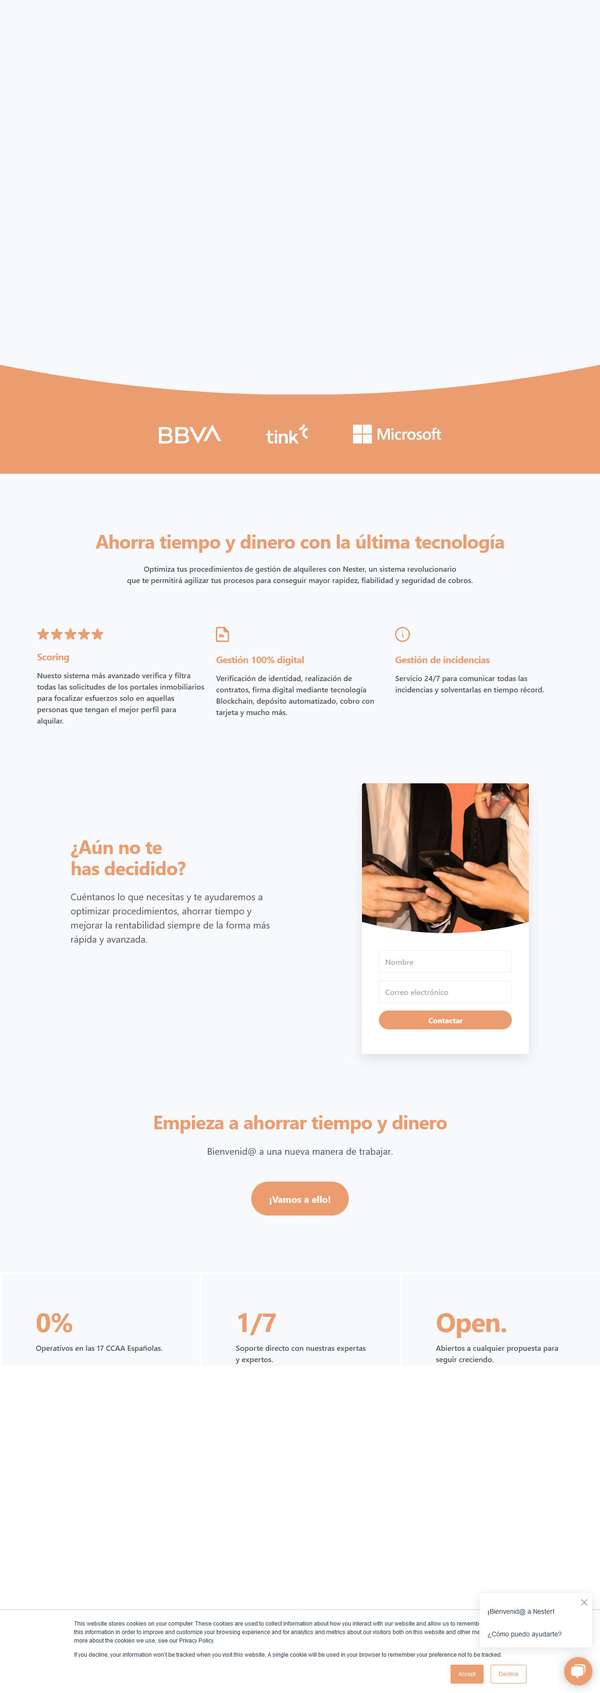 BBVA
tink
Microsoft
Ahorra tiempo y dinero con la última tecnología
Optimiza tus procedimientos de gestión de alquileres con Nester, un sistema revolucionario
que te permitirá agilizar tus procesos para conseguir mayor rapidez, fiabilidad y seguridad de cobros.
Scoring
Nuesto sistema más avanzado verifica y filtra
todas las solicitudes de los portales inmobiliarios
para focalizar esfuerzos solo en aquellas
personas que tengan el mejor perfil para
alquilar.
Gestión 100% digital
Verificación de identidad, realización de
contratos, firma digital mediante tecnología
Blockchain, depósito automatizado, cobro con
tarjeta y mucho más.
Gestión de incidencias
Servicio 24/7 para comunicar todas las
incidencias y solventarlas en tiempo récord.
¿Aún no te
has decidido?
Cuéntanos lo que necesitas y te ayudaremos a
optimizar procedimientos, ahorrar tiempo y
mejorar la rentabilidad siempre de la forma más
rápida y avanzada.
Nombre
Correo electrónico
Contactar
Empieza a ahorrar tiempo y dinero
Bienvenid@ a una nueva manera de trabajar.
¡Vamos a ello!
0%
Operativos en las 17 CCAA Españolas.
1/7
Soporte directo con nuestras expertas
y expertos.
Open.
Abiertos a cualquier propuesta para
seguir creciendo.
This website stores cookies on your computer. These cookies are used to collect information about how you interact with our website and allow us to
this information in order to improve and customize your browsing experience and for analytics and metrics about our visitors both on this website and other
more about the cookies we use, see our Privacy Policy.
If you decline, your information won't be tracked when you visit this website. A single cookie will be used in your browser to remember your preference not to be tracked.
Accept
Decline
¡Bienvenid@ a Nester!
¿Cómo puedo ayudarte?